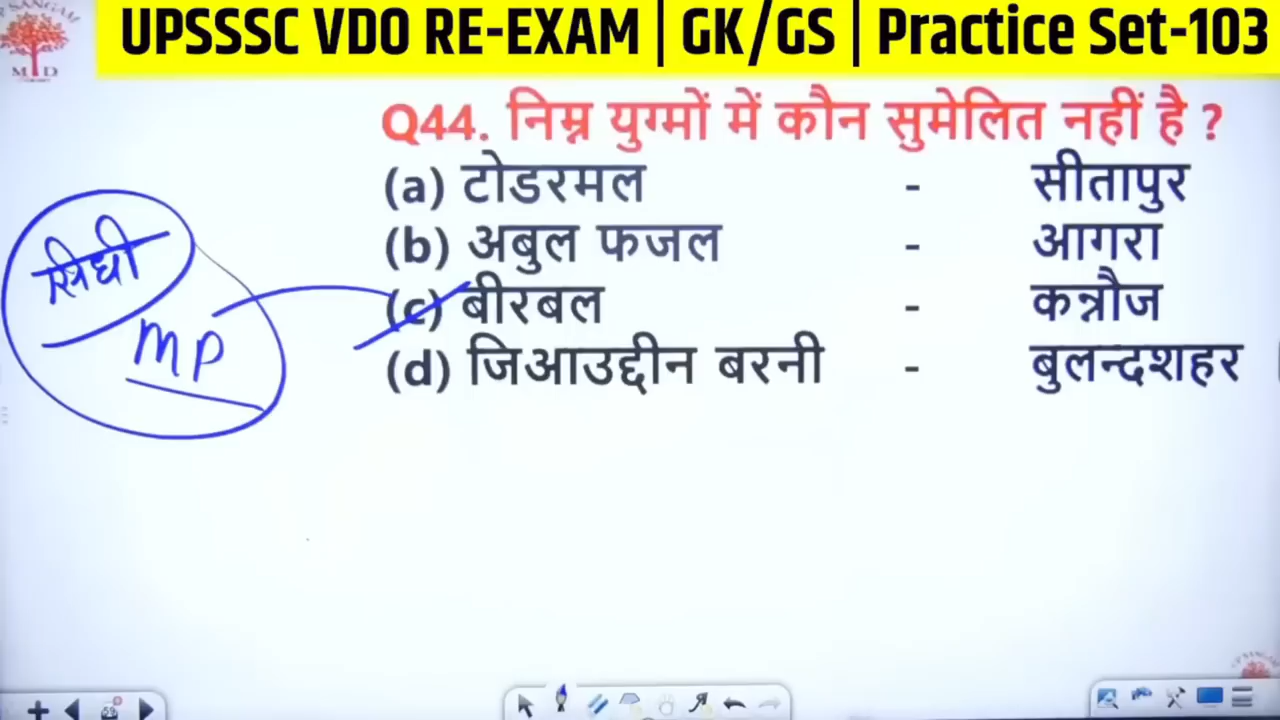 UPSSSC VDO RE-EXAM | GK/GS | Practice Set-103
M D
Q44. निम्न युग्मों में कौन सुमेलित नहीं है ?
(a) टोडरमल - सीतापुर
(b) अबुल फजल - आगरा
(c) बीरबल - कन्नौज
(d) जिआउद्दीन बरनी - बुलन्दशहर
MP